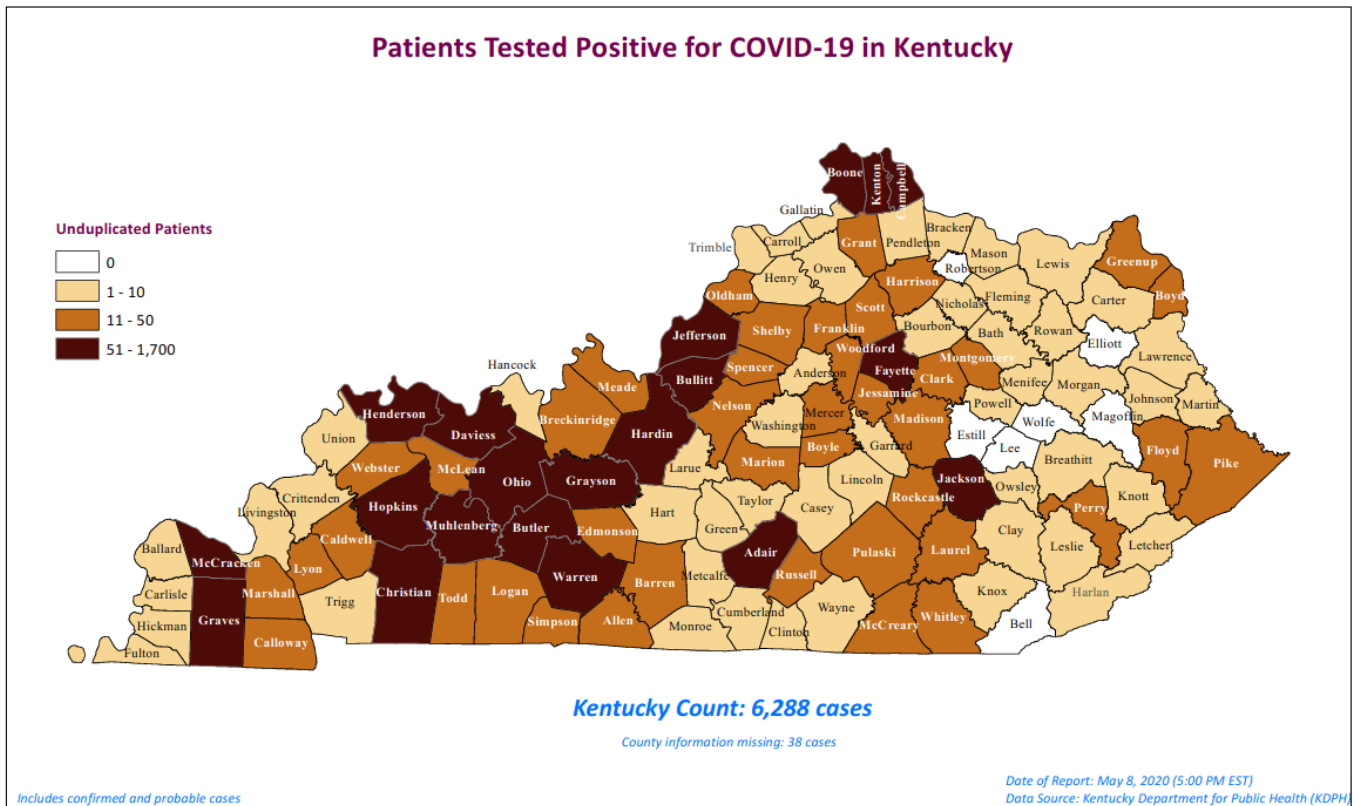 Patients Tested Positive for COVID-19 in Kentucky
Unduplicated Patients
0
1 - 10
11 - 50
51 - 1,700
Boone
Kenton
Campbell
Gallatin
Trimble
Carroll
Grant
Pendleton
Bracken
Mason
Robertson
Lewis
Greenup
Boyd
Henry
Owen
Harrison
Nicholas
Fleming
Carter
Oldham
Scott
Bourbon
Bath
Rowan
Elliott
Lawrence
Jefferson
Shelby
Franklin
Woodford
Fayette
Montgomery
Menifee
Morgan
Johnson
Martin
Hancock
Meade
Bullitt
Spencer
Anderson
Jessamine
Clark
Powell
Wolfe
Magoffin
Henderson
Daviess
Breckinridge
Hardin
Nelson
Washington
Mercer
Madison
Estill
Lee
Breathitt
Floyd
Pike
Union
Webster
McLean
Ohio
Grayson
Larue
Marion
Boyle
Garrard
Jackson
Owsley
Perry
Knott
Crittenden
Livingston
Hopkins
Muhlenberg
Butler
Edmonson
Hart
Green
Taylor
Casey
Lincoln
Rockcastle
Clay
Leslie
Letcher
Ballard
McCracken
Caldwell
Lyon
Christian
Warren
Barren
Metcalfe
Adair
Russell
Pulaski
Laurel
Knox
Harlan
Carlisle
Graves
Marshall
Trigg
Todd
Logan
Simpson
Allen
Monroe
Cumberland
Clinton
Wayne
McCreary
Whitley
Bell
Hickman
Fulton
Calloway
Kentucky Count: 6,288 cases
County information missing: 38 cases
Includes confirmed and probable cases
Date of Report: May 8, 2020 (5:00 PM EST)
Data Source: Kentucky Department for Public Health (KDPH)